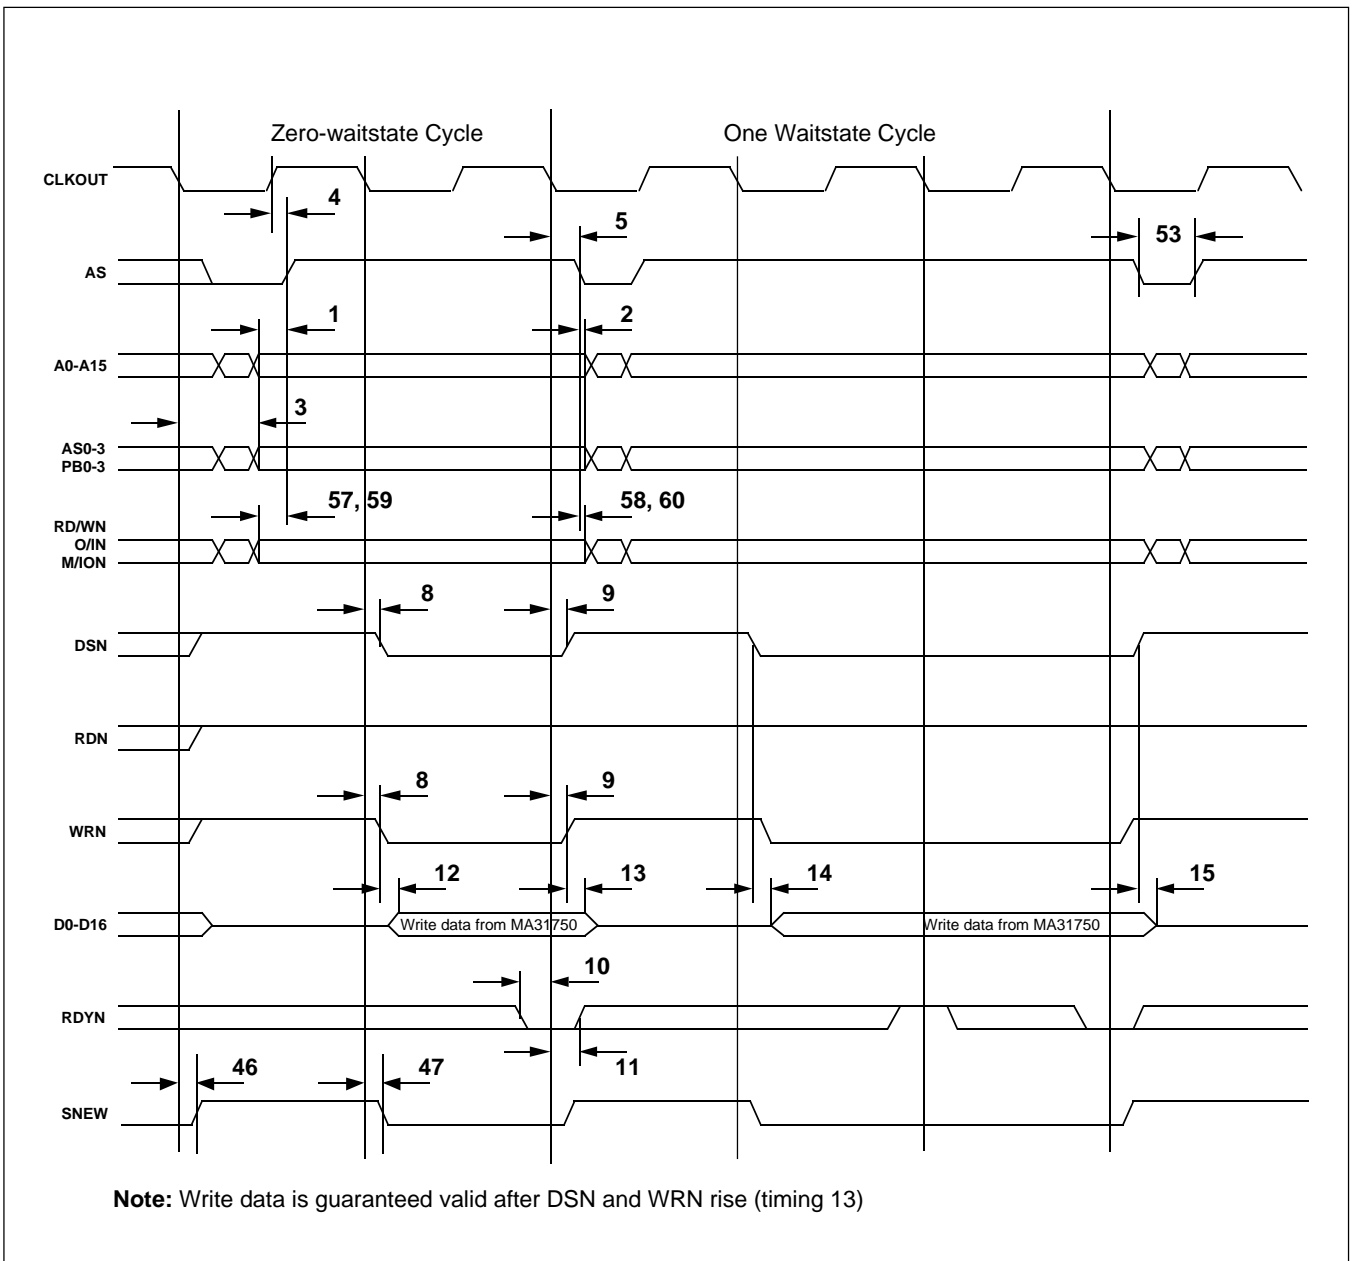 Zero-waitstate Cycle One Waitstate Cycle
CLKOUT
4
5
53
AS
1
2
A0-A15
3
AS0-3
PB0-3
57, 59
58, 60
RD/WN
O/IN
M/ION
8
9
DSN
RDN
8
9
WRN
12
13
14
15
D0-D16
Write data from MA31750
Write data from MA31750
10
RDYN
11
46
47
SNEW
Note: Write data is guaranteed valid after DSN and WRN rise (timing 13)